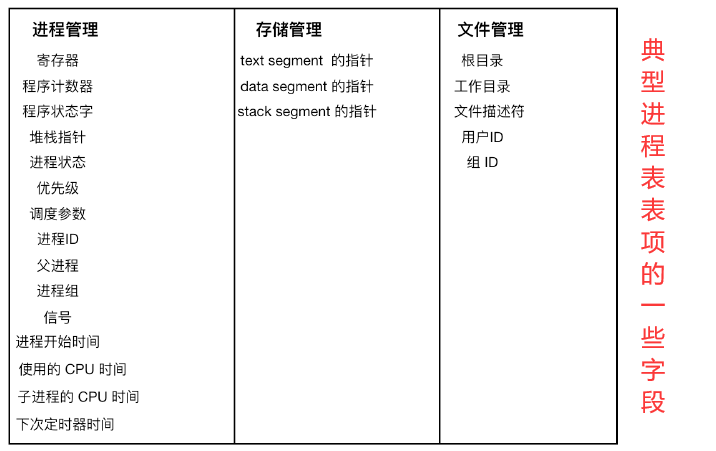 进程管理
寄存器
程序计数器
程序状态字
堆栈指针
进程状态
优先级
调度参数
进程ID
父进程
进程组
信号
进程开始时间
使用的 CPU 时间
子进程的 CPU 时间
下次定时器时间
存储管理
text segment 的指针
data segment 的指针
stack segment 的指针
文件管理
根目录
工作目录
文件描述符
用户ID
组 ID
典型进程表表项的一些字段